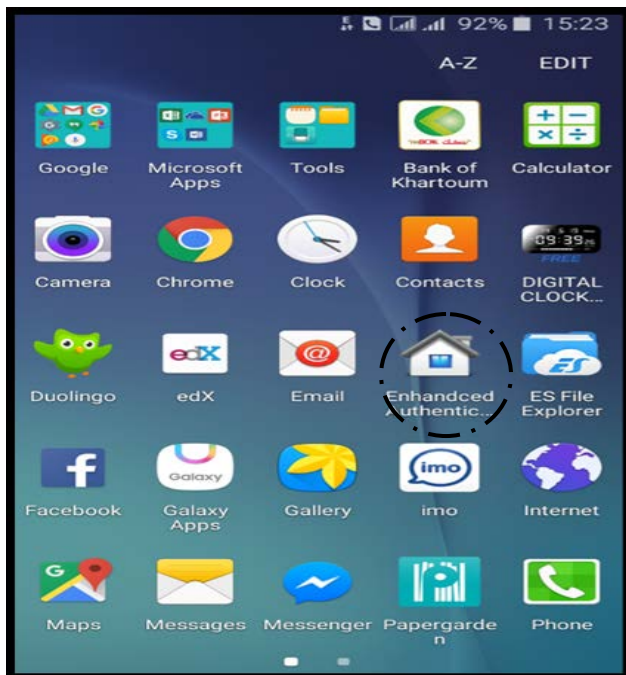 92% 15:23
A-Z EDIT
Google Microsoft Apps Tools Bank of Khartoum Calculator
09:39
FREE
Camera Chrome Clock Contacts DIGITAL CLOCK...
edX
@
Duolingo edX Email Enhandced Authentic... ES File Explorer
f
Galaxy
imo
Facebook Galaxy Apps Gallery imo Internet
G
Maps Messages Messenger Papergarden Phone